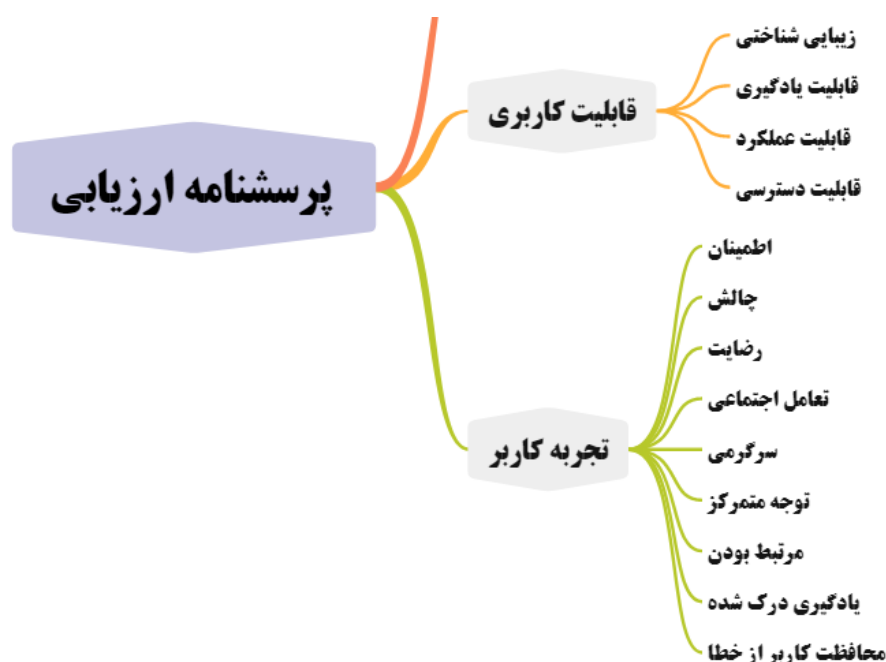 پرسشنامه ارزیابی
قابلیت کاربری
زیبایی شناختی
قابلیت یادگیری
قابلیت عملکرد
قابلیت دسترسی
تجربه کاربر
اطمینان
چالش
رضایت
تعامل اجتماعی
سرگرمی
توجه متمرکز
مرتبط بودن
یادگیری درک شده
محافظت کاربر از خطا